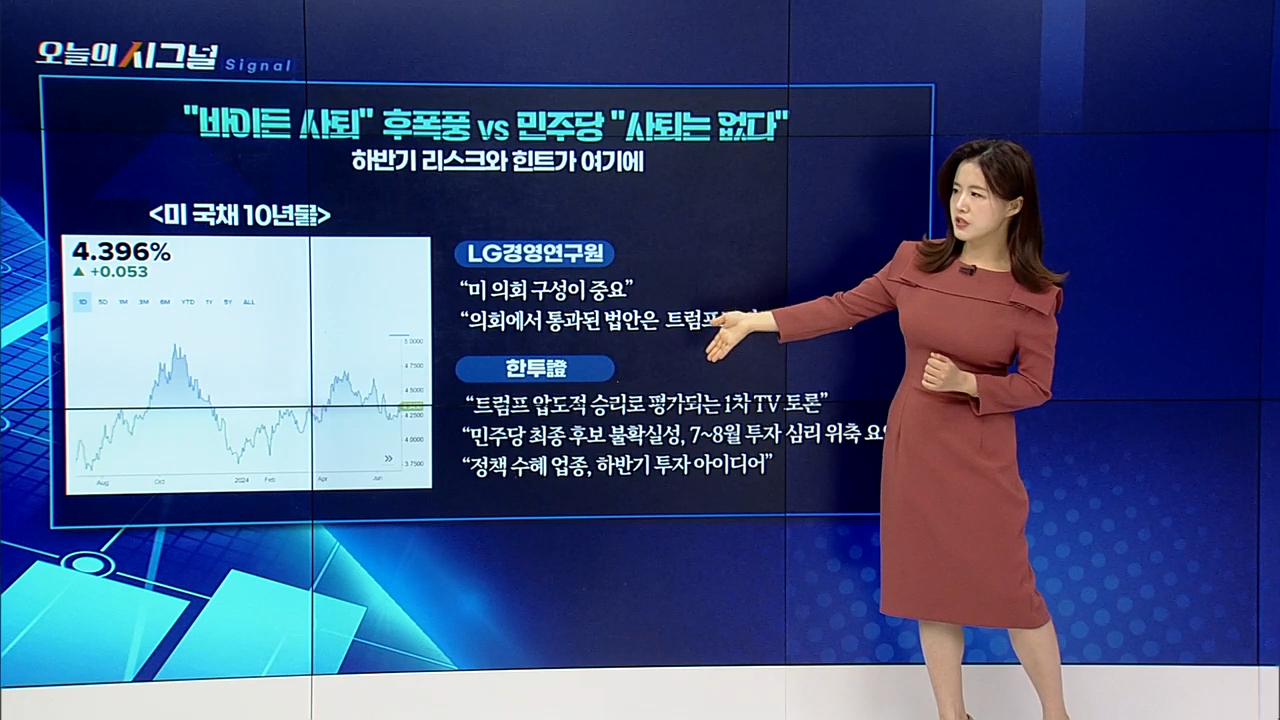 오늘의 시그널 Signal
"바이든 사퇴" 후폭풍 vs 민주당 "사퇴는 없다"
하반기 리스크와 힌트가 여기에
<미 국채 10년물>
4.396%
▲ +0.053
1D 5D 1M 3M 6M YTD 1Y 5Y ALL
5.0000
4.7500
4.5000
4.2500
4.0000
3.7500
Aug Oct 2024 Feb Apr Jun
LG경영연구원
“미 의회 구성이 중요”
“의회에서 통과된 법안은 트럼프
한투證
“트럼프 압도적 승리로 평가되는 1차 TV 토론”
“민주당 최종 후보 불확실성, 7~8월 투자 심리 위축
“정책 수혜 업종, 하반기 투자 아이디어”